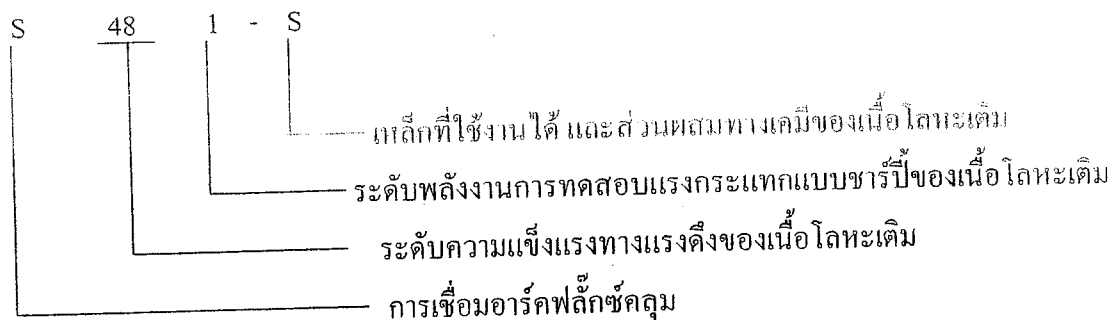 S 48 1 - S
เหล็กที่ใช้งานได้ และส่วนผสมทางเคมีของเนื้อโลหะเติม
ระดับพลังงานการทดสอบแรงกระแทกแบบชาร์ปี้ของเนื้อโลหะเติม
ระดับความแข็งแรงทางแรงดึงของเนื้อโลหะเติม
การเชื่อมอาร์คฟลั๊กซ์คลุม